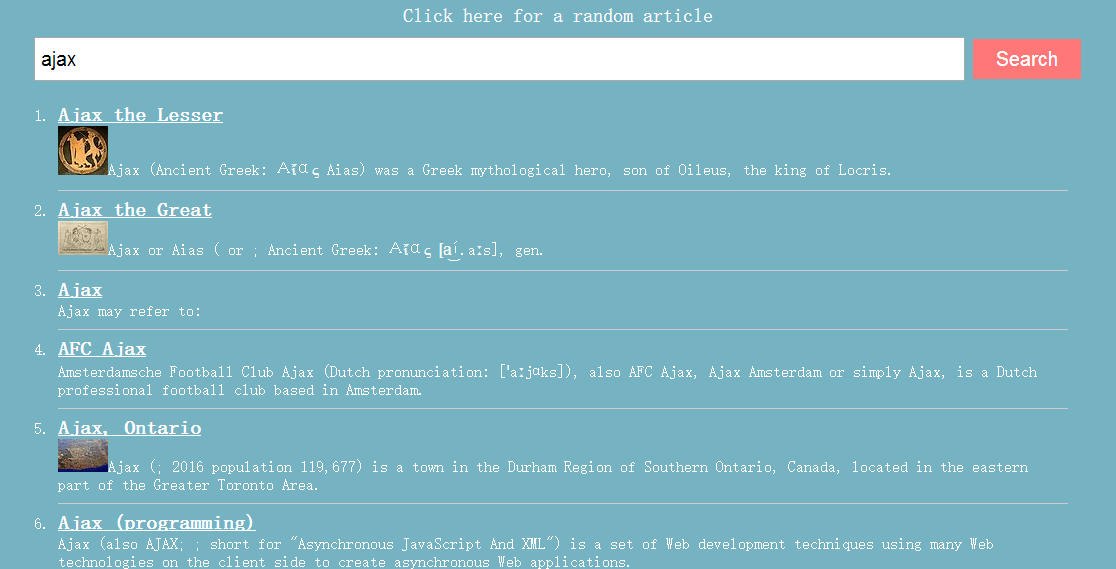 Click here for a random article
ajax
Search
1. Ajax the Lesser
Ajax (Ancient Greek: Αἴας Aias) was a Greek mythological hero, son of Oileus, the king of Locris.
2. Ajax the Great
Ajax or Aias ( or ; Ancient Greek: Αἴας [aí̯.aːs], gen.
3. Ajax
Ajax may refer to:
4. AFC Ajax
Amsterdamsche Football Club Ajax (Dutch pronunciation: [ˈaːjɑks]), also AFC Ajax, Ajax Amsterdam or simply Ajax, is a Dutch
professional football club based in Amsterdam.
5. Ajax, Ontario
Ajax (; 2016 population 119,677) is a town in the Durham Region of Southern Ontario, Canada, located in the eastern
part of the Greater Toronto Area.
6. Ajax (programming)
Ajax (also AJAX; ; short for "Asynchronous JavaScript And XML") is a set of Web development techniques using many Web
technologies on the client side to create asynchronous Web applications.